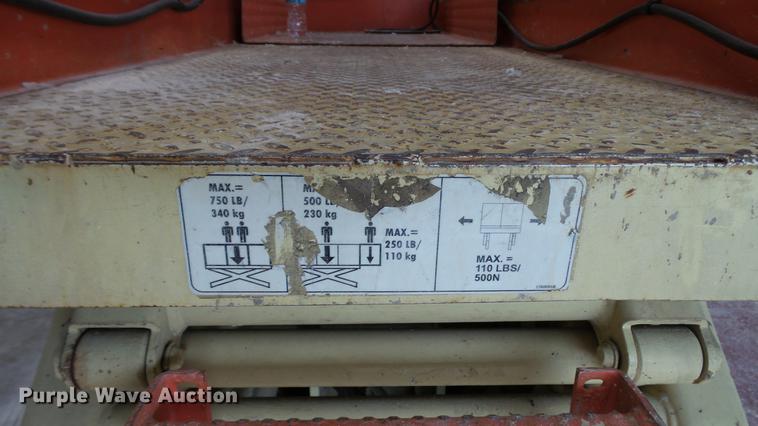 MAX.=
750 LB/
340 kg
500
230 kg
MAX.=
250 LB/
110 kg
MAX. =
110 LBS/
500N
Purple Wave Auction